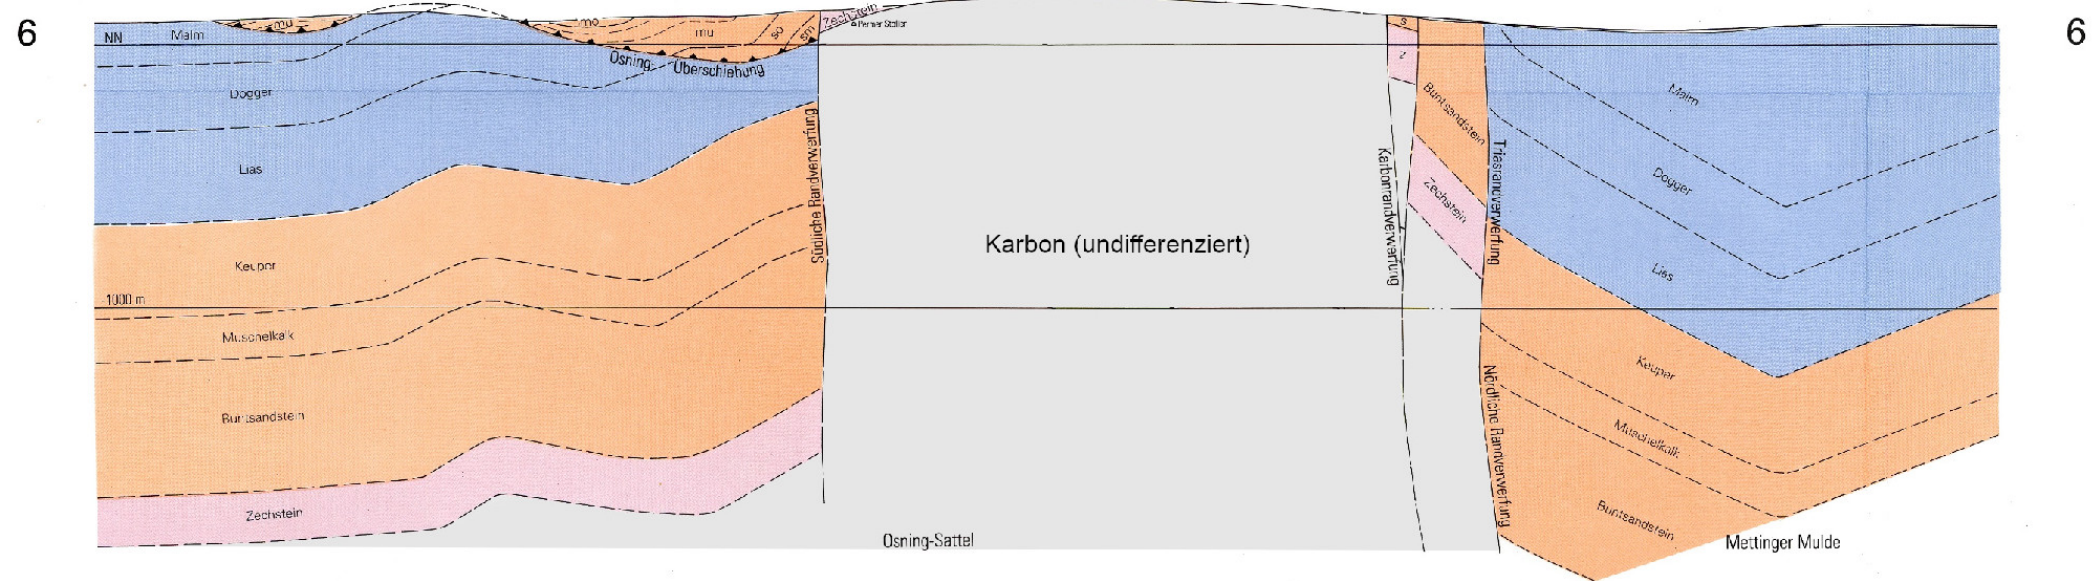 6
6
mu
mo
mu
so
sm
Zechstein
Perner Stollen
s
z
NN
Malm
Osning-
Überschiebung
Dogger
Lias
Südliche Randverwerfung
Keuper
-1000 m
Muschelkalk
Buntsandstein
Zechstein
Karbon (undifferenziert)
Karbonrandverwerfung
Buntsandstein
Zechstein
Triasrandverwerfung
Nördliche Randverwerfung
Malm
Dogger
Lias
Keuper
Muschelkalk
Buntsandstein
Osning-Sattel
Mettinger Mulde